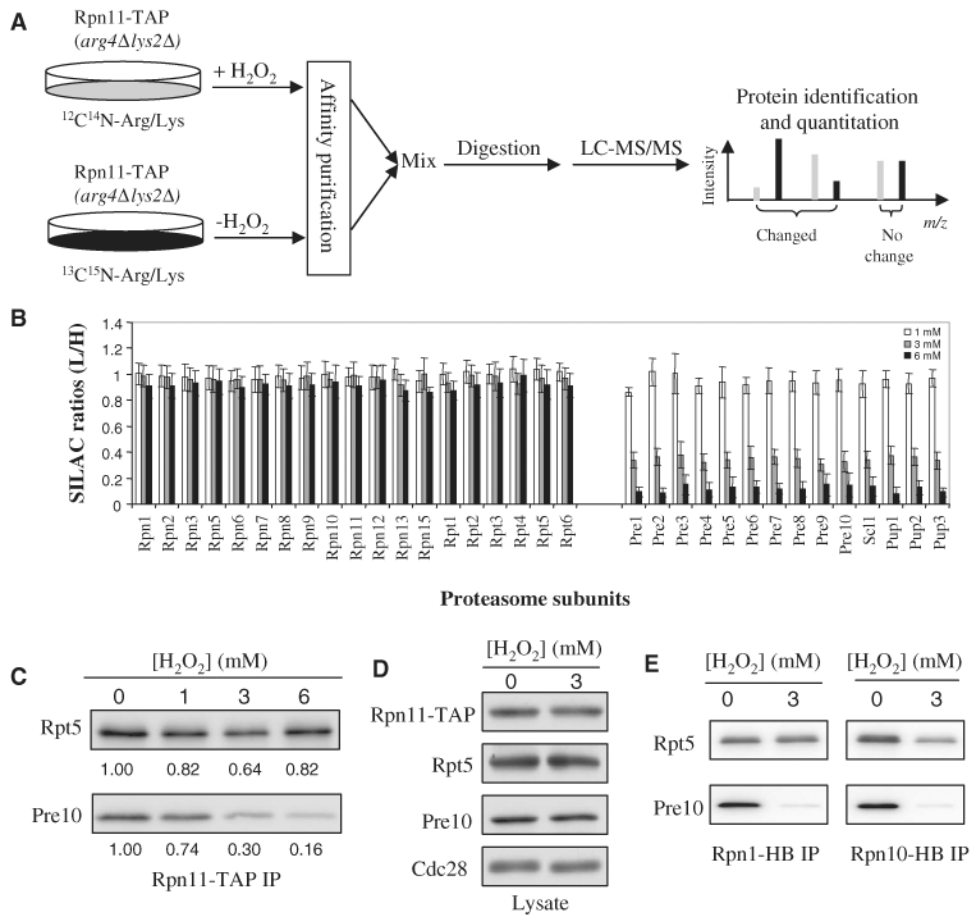 A
Rpn11-TAP
(arg4Δlys2Δ)
+ H₂O₂
¹²C¹⁴N-Arg/Lys
Rpn11-TAP
(arg4Δlys2Δ)
-H₂O₂
¹³C¹⁵N-Arg/Lys
Affinity purification
Mix
Digestion
LC-MS/MS
Protein identification
and quantitation
Intensity
m/z
Changed
No
change
B
SILAC ratios (L/H)
1.4
1.2
1
0.8
0.6
0.4
0.2
0
1 mM
3 mM
6 mM
Rpn1
Rpn2
Rpn3
Rpn5
Rpn6
Rpn7
Rpn8
Rpn9
Rpn10
Rpn11
Rpn12
Rpn13
Rpn15
Rpt1
Rpt2
Rpt3
Rpt4
Rpt5
Rpt6
Pre1
Pre2
Pre3
Pre4
Pre5
Pre6
Pre7
Pre8
Pre9
Pre10
Scl1
Pup1
Pup2
Pup3
Proteasome subunits
C
[H₂O₂] (mM)
0 1 3 6
Rpt5
1.00 0.82 0.64 0.82
Pre10
1.00 0.74 0.30 0.16
Rpn11-TAP IP
D
[H₂O₂] (mM)
0 3
Rpn11-TAP
Rpt5
Pre10
Cdc28
Lysate
E
[H₂O₂] (mM) [H₂O₂] (mM)
0 3 0 3
Rpt5
Pre10
Rpn1-HB IP Rpn10-HB IP